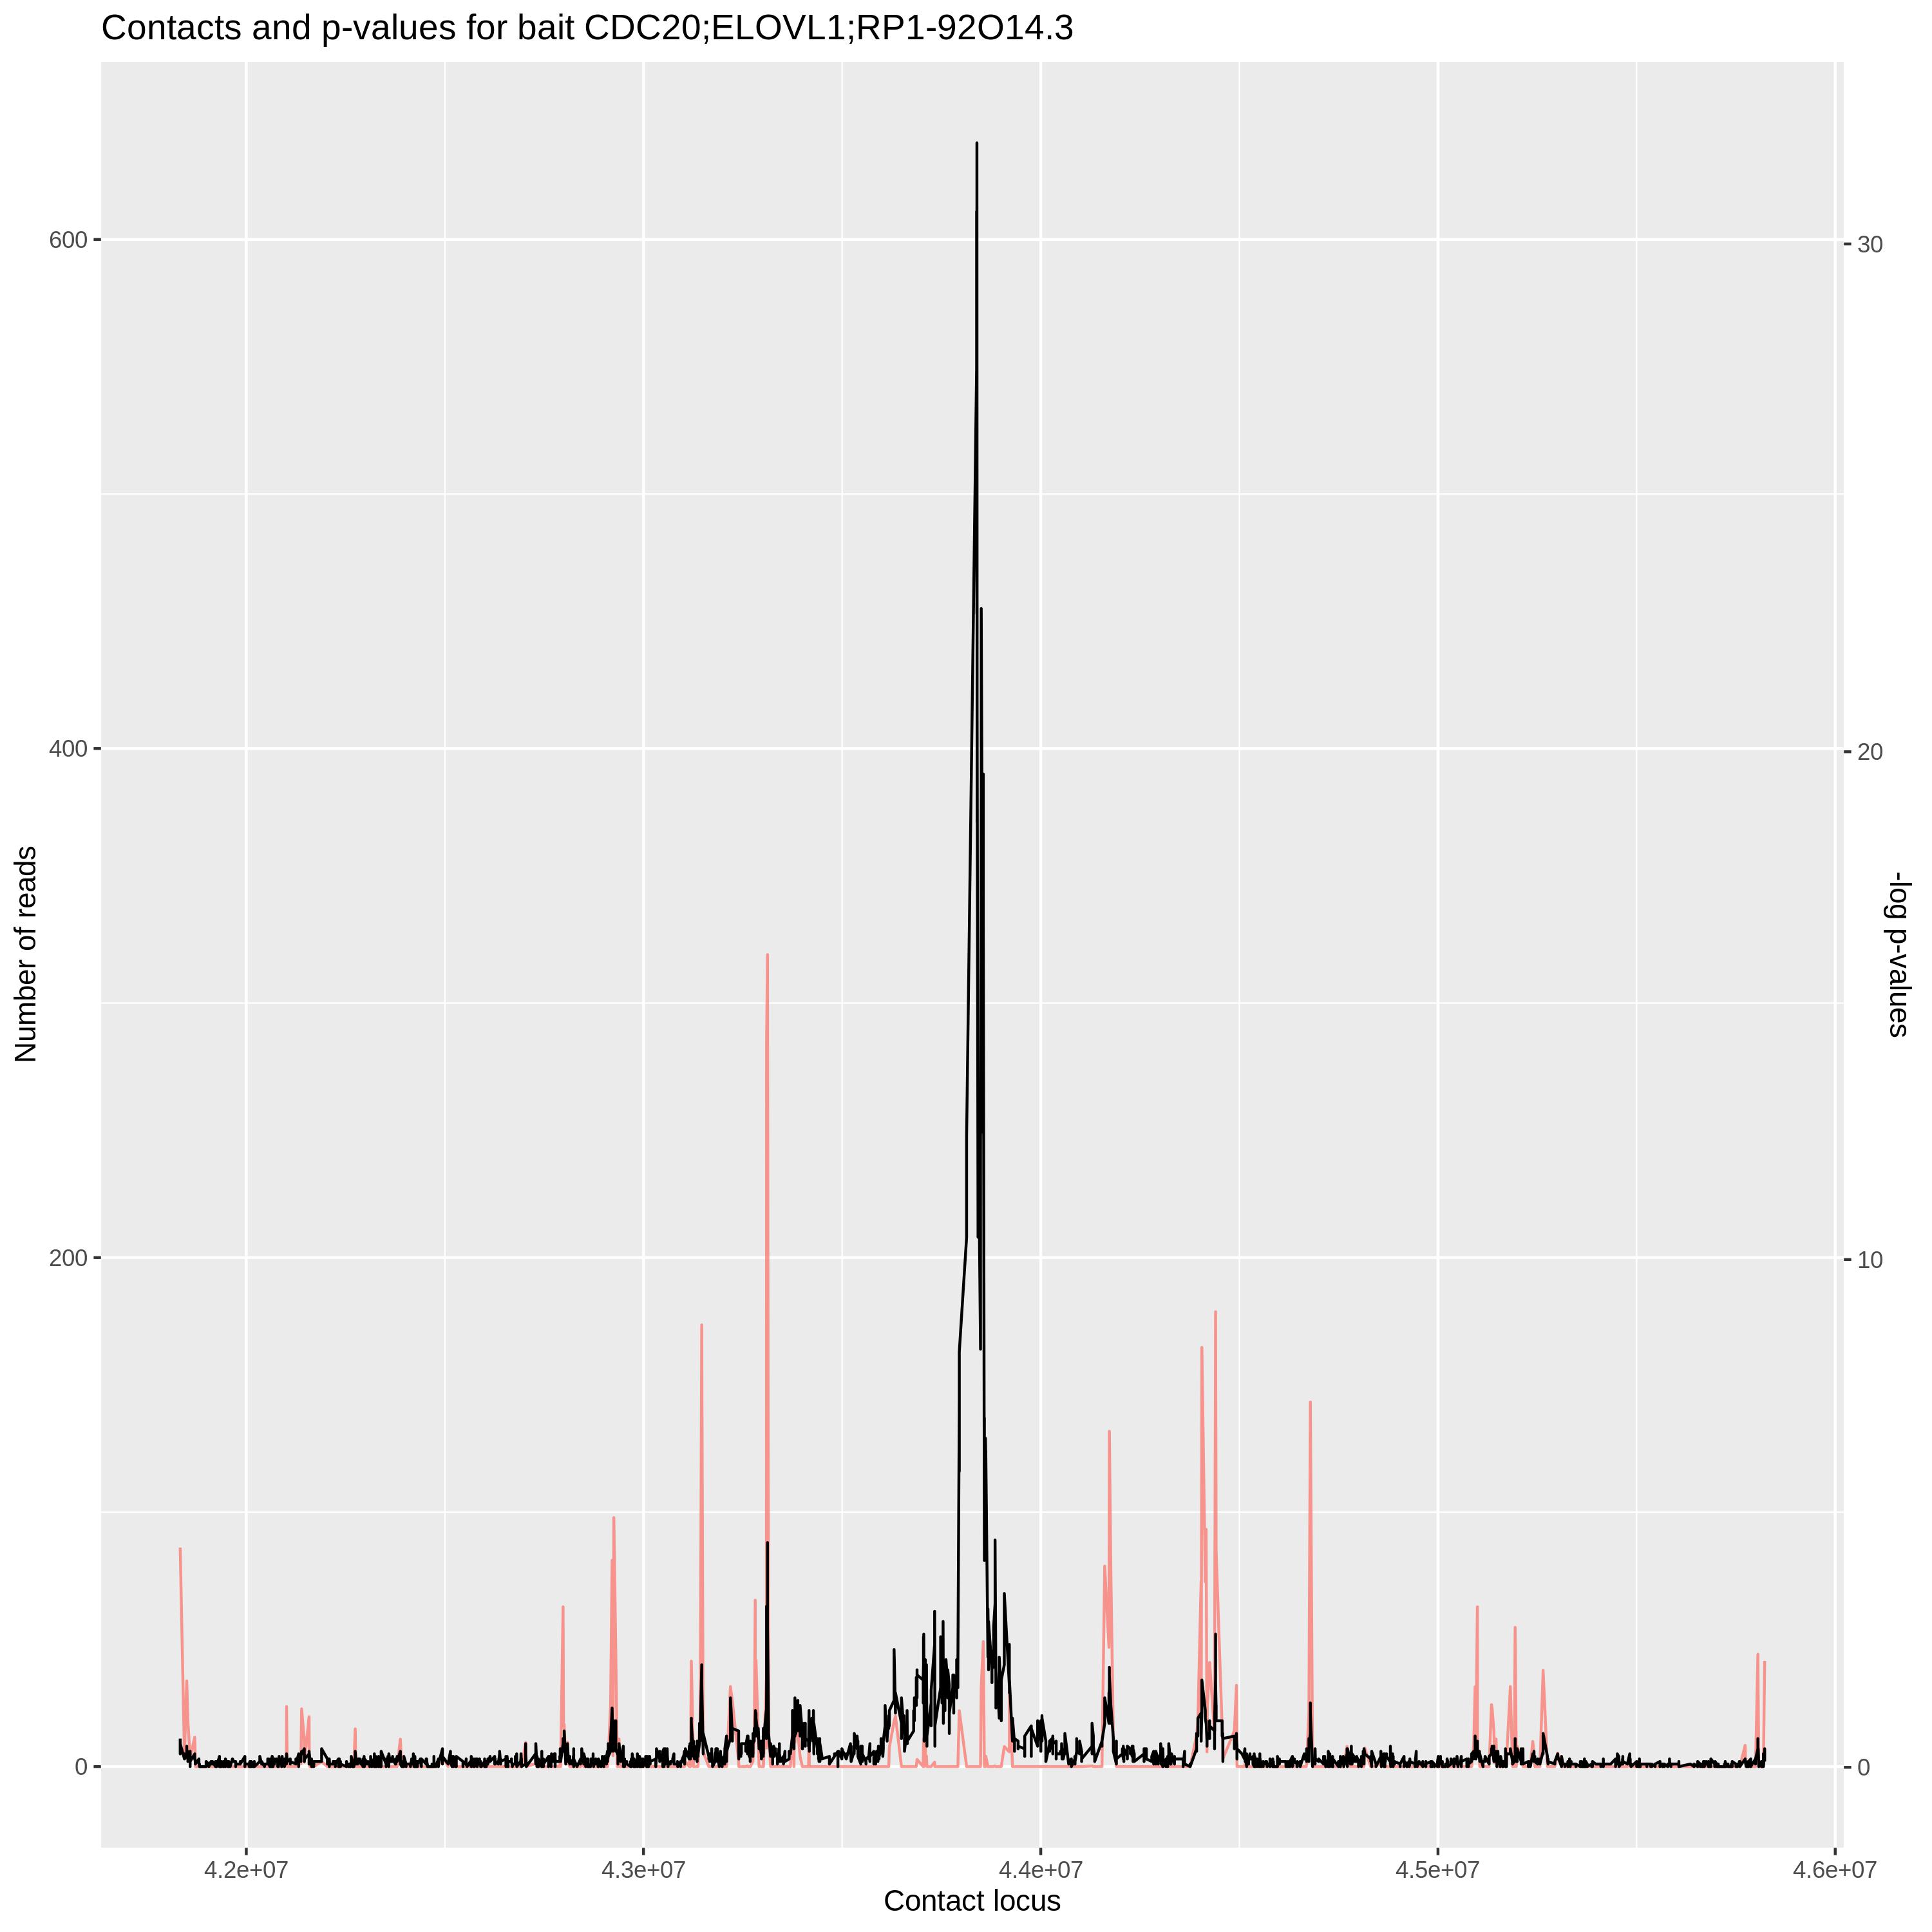 Contacts and p-values for bait CDC20;ELOVL1;RP1-92O14.3
600
400
200
0
Number of reads
30
20
10
0
-log p-values
4.2e+07
4.3e+07
4.4e+07
4.5e+07
4.6e+07
Contact locus